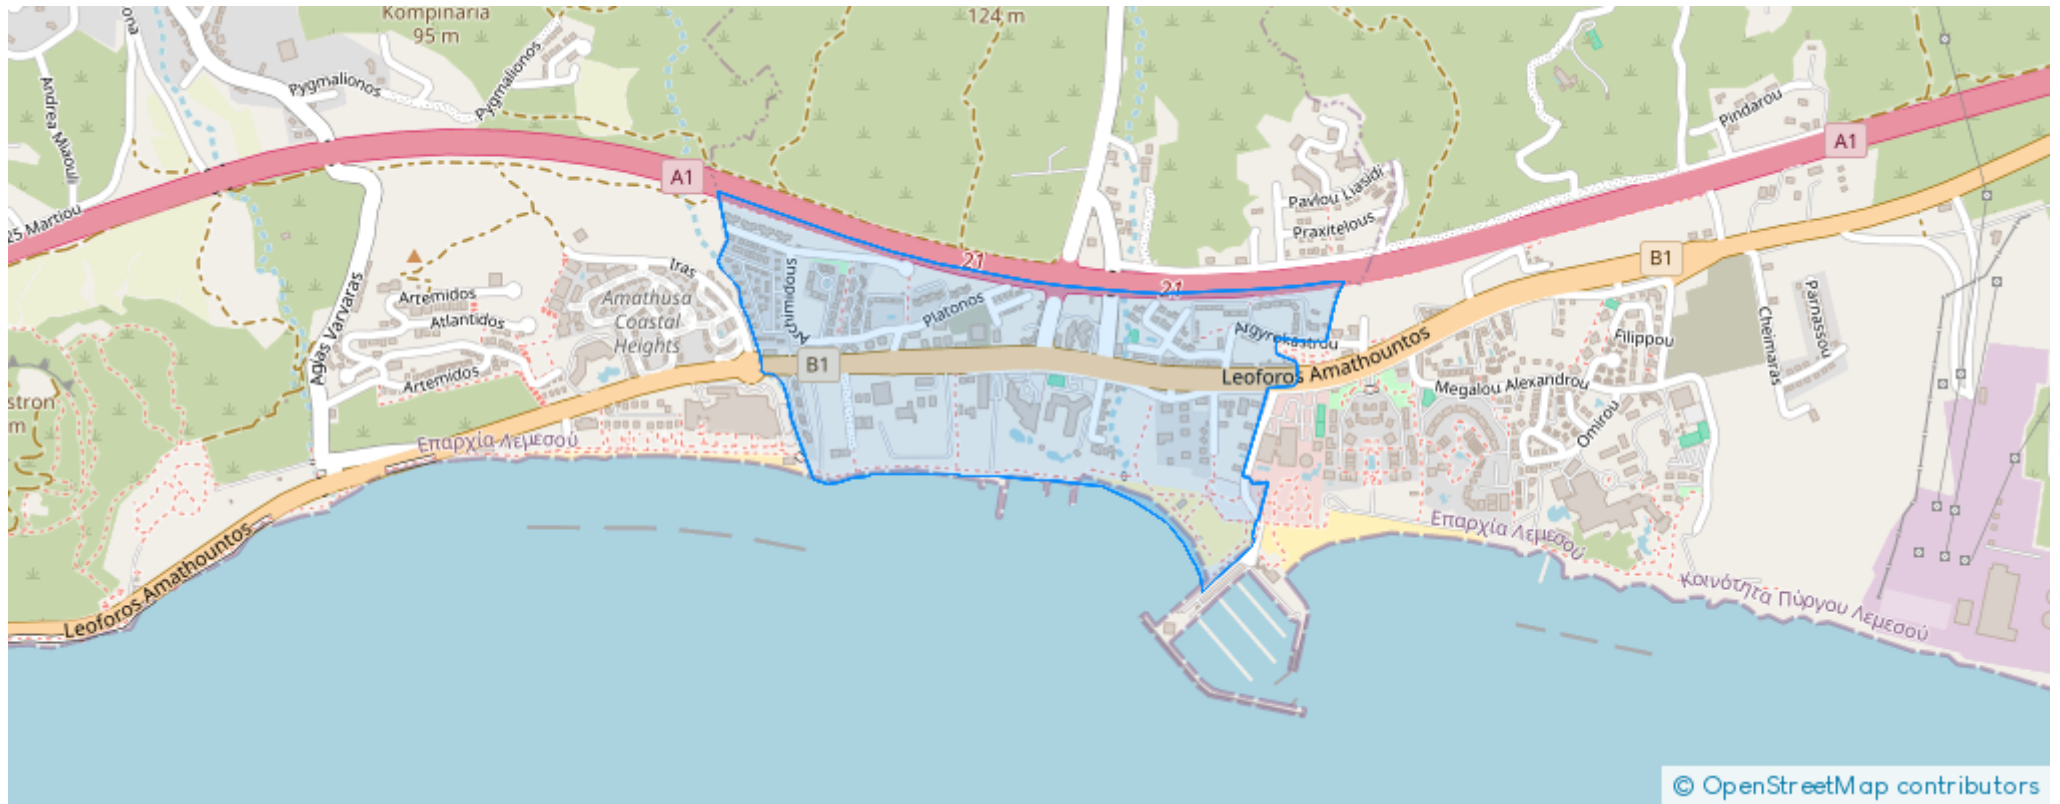 Kompinaria
95 m
124 m
ona
Pygmalionos
Pygmalionos
Andrea Miaouli
Pindarou
A1
A1
25 Martiou
Pavlou Liasidi
Praxitelous
B1
Iras
Amathusa
Coastal
Heights
Artemidos
Atlantidos
Artemidos
Agias Varvaras
Archimidous
Platonos
21
21
Argyrokastrou
B1
Leoforos Amathountos
Filippou
Parnassou
Cheimaras
Megalou Alexandrou
Omirou
stron
m
Επαρχία Λεμεσού
Επαρχία Λεμεσού
Leoforos Amathountos
Κοινότητα Πύργου Λεμεσού
© OpenStreetMap contributors